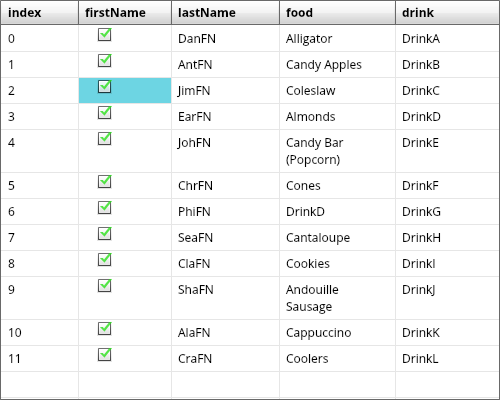 index firstName lastName food drink
0 DanFN Alligator DrinkA
1 AntFN Candy Apples DrinkB
2 JimFN Coleslaw DrinkC
3 EarFN Almonds DrinkD
4 JohFN Candy Bar DrinkE
(Popcorn)
5 ChrFN Cones DrinkF
6 PhiFN DrinkD DrinkG
7 SeaFN Cantaloupe DrinkH
8 ClaFN Cookies DrinkI
9 ShaFN Andouille DrinkJ
Sausage
10 AlaFN Cappuccino DrinkK
11 CraFN Coolers DrinkL